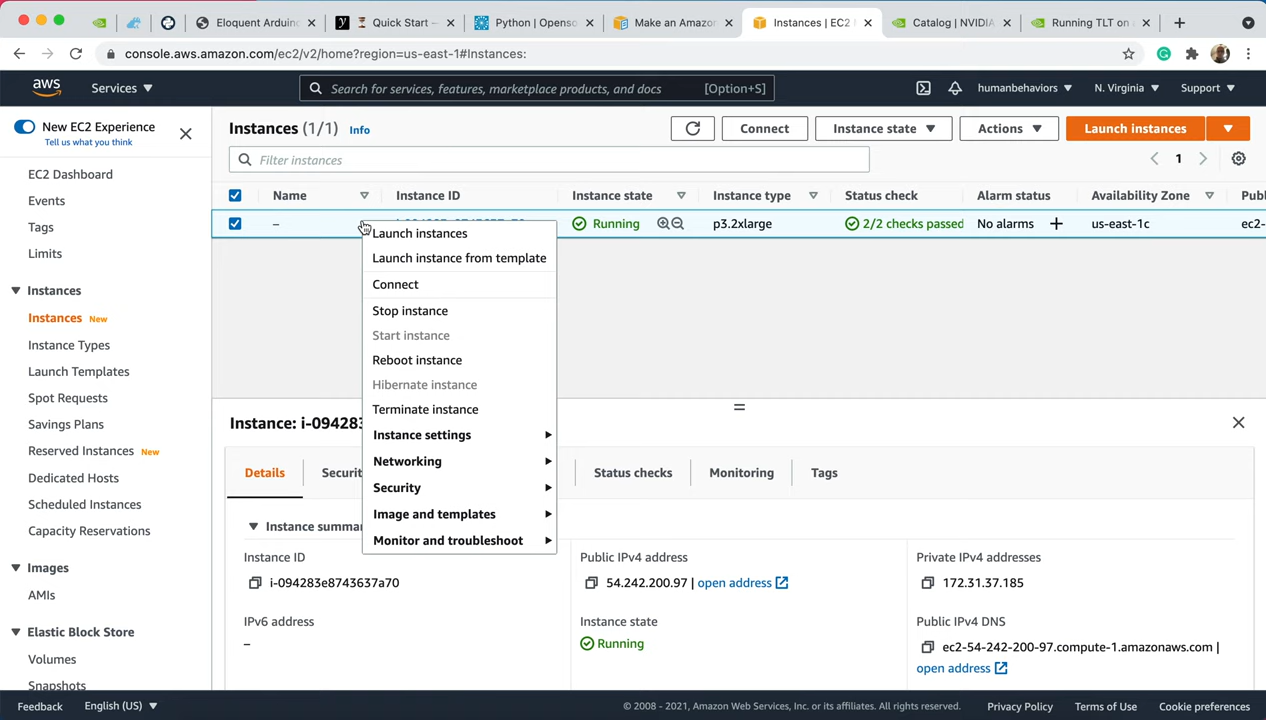 Eloquent Arduin
Quick Start –
Python | Openso
Make an Amazo
Instances | EC2
Catalog | NVIDIA
Running TLT on
console.aws.amazon.com/ec2/v2/home?region=us-east-1#Instances:
aws
Services
Search for services, features, marketplace products, and docs
[Option+S]
humanbehaviors
N. Virginia
Support
New EC2 Experience
Tell us what you think
EC2 Dashboard
Events
Tags
Limits
Instances
Instances New
Instance Types
Launch Templates
Spot Requests
Savings Plans
Reserved Instances New
Dedicated Hosts
Scheduled Instances
Capacity Reservations
Images
AMIs
Elastic Block Store
Volumes
Snapshots
Instances (1/1) Info
Connect
Instance state
Actions
Launch instances
Filter instances
1
Name
Instance ID
Instance state
Instance type
Status check
Alarm status
Availability Zone
Publ
–
Running
p3.2xlarge
2/2 checks passed
No alarms
us-east-1c
ec2-
Launch instances
Launch instance from template
Connect
Stop instance
Start instance
Reboot instance
Hibernate instance
Terminate instance
Instance settings
Networking
Security
Image and templates
Monitor and troubleshoot
Instance: i-094283
Details
Securit
Status checks
Monitoring
Tags
Instance summa
Instance ID
i-094283e8743637a70
Public IPv4 address
54.242.200.97 | open address
Private IPv4 addresses
172.31.37.185
IPv6 address
–
Instance state
Running
Public IPv4 DNS
ec2-54-242-200-97.compute-1.amazonaws.com |
open address
Feedback
English (US)
© 2008 - 2021, Amazon Web Services, Inc. or its affiliates. All rights reserved.
Privacy Policy
Terms of Use
Cookie preferences